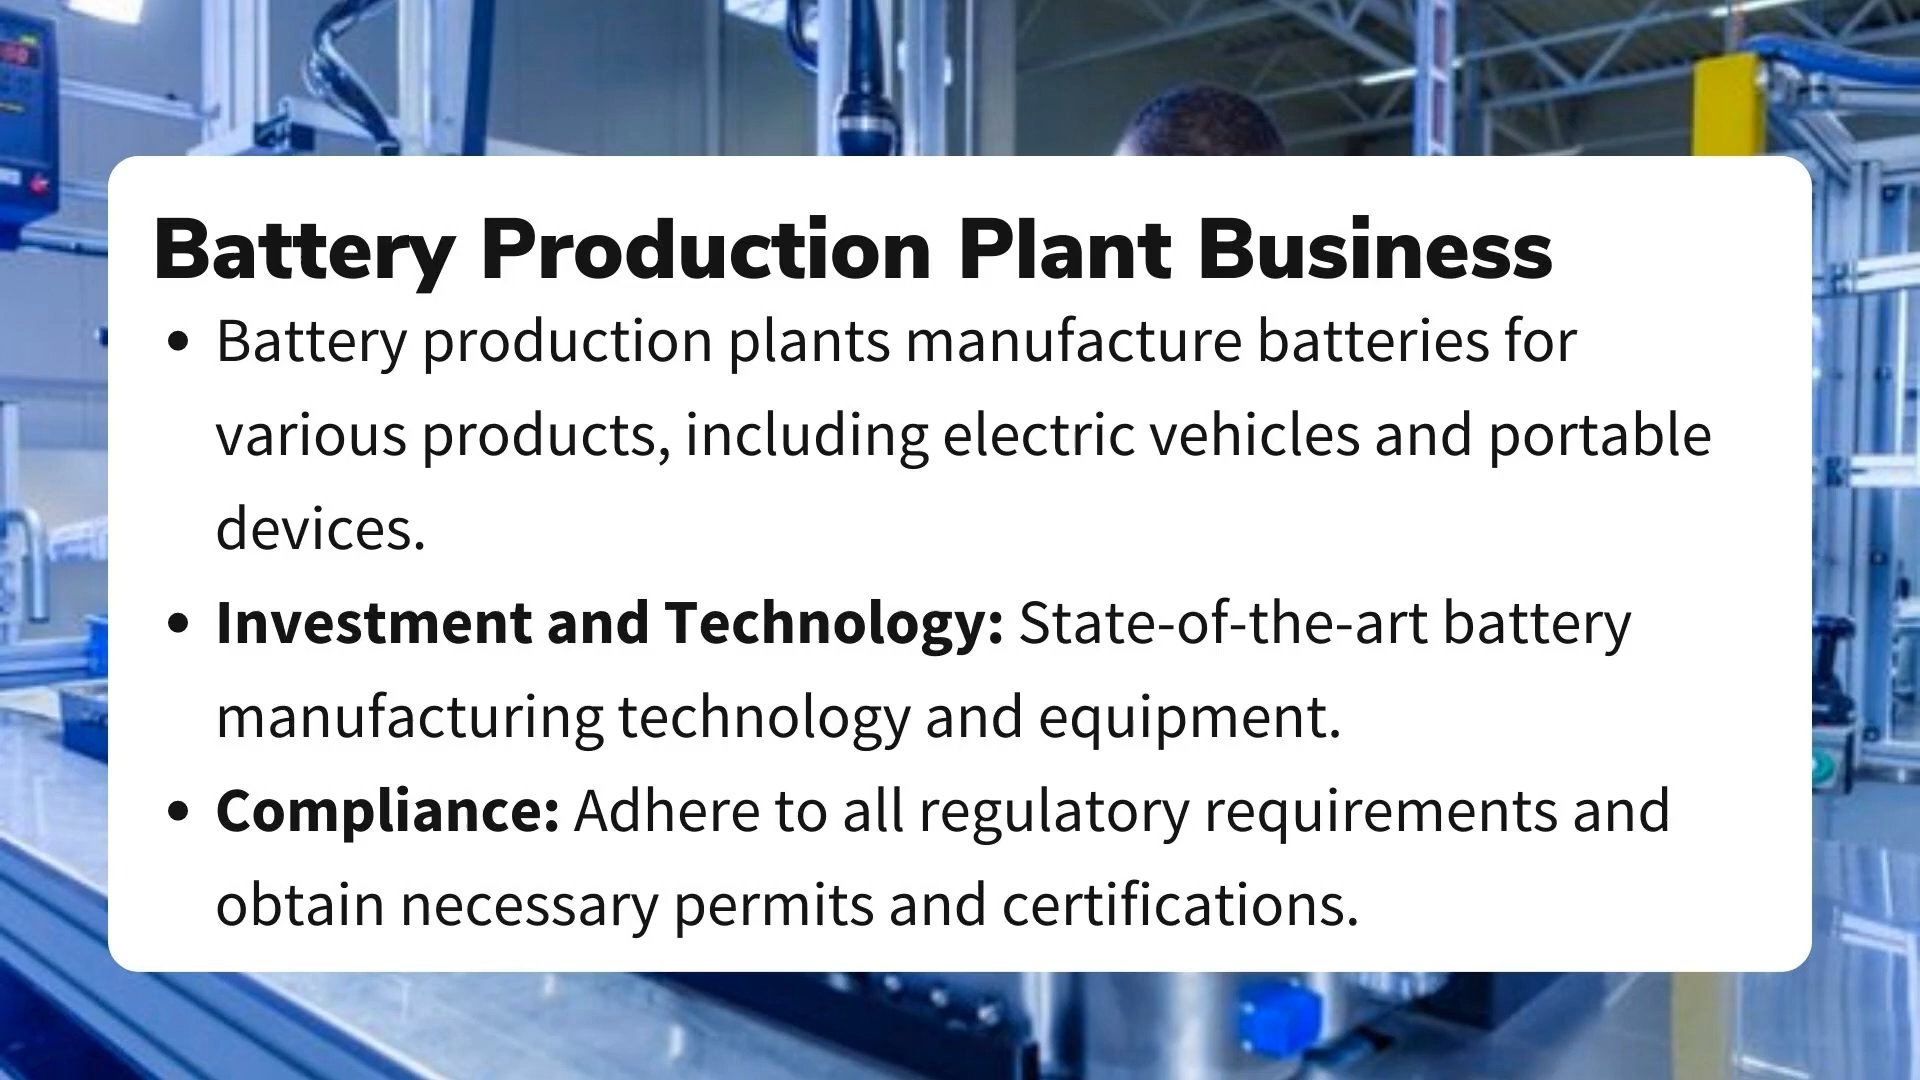 Battery Production Plant Business
• Battery production plants manufacture batteries for
various products, including electric vehicles and portable
devices.
• Investment and Technology: State-of-the-art battery
manufacturing technology and equipment.
• Compliance: Adhere to all regulatory requirements and
obtain necessary permits and certifications.